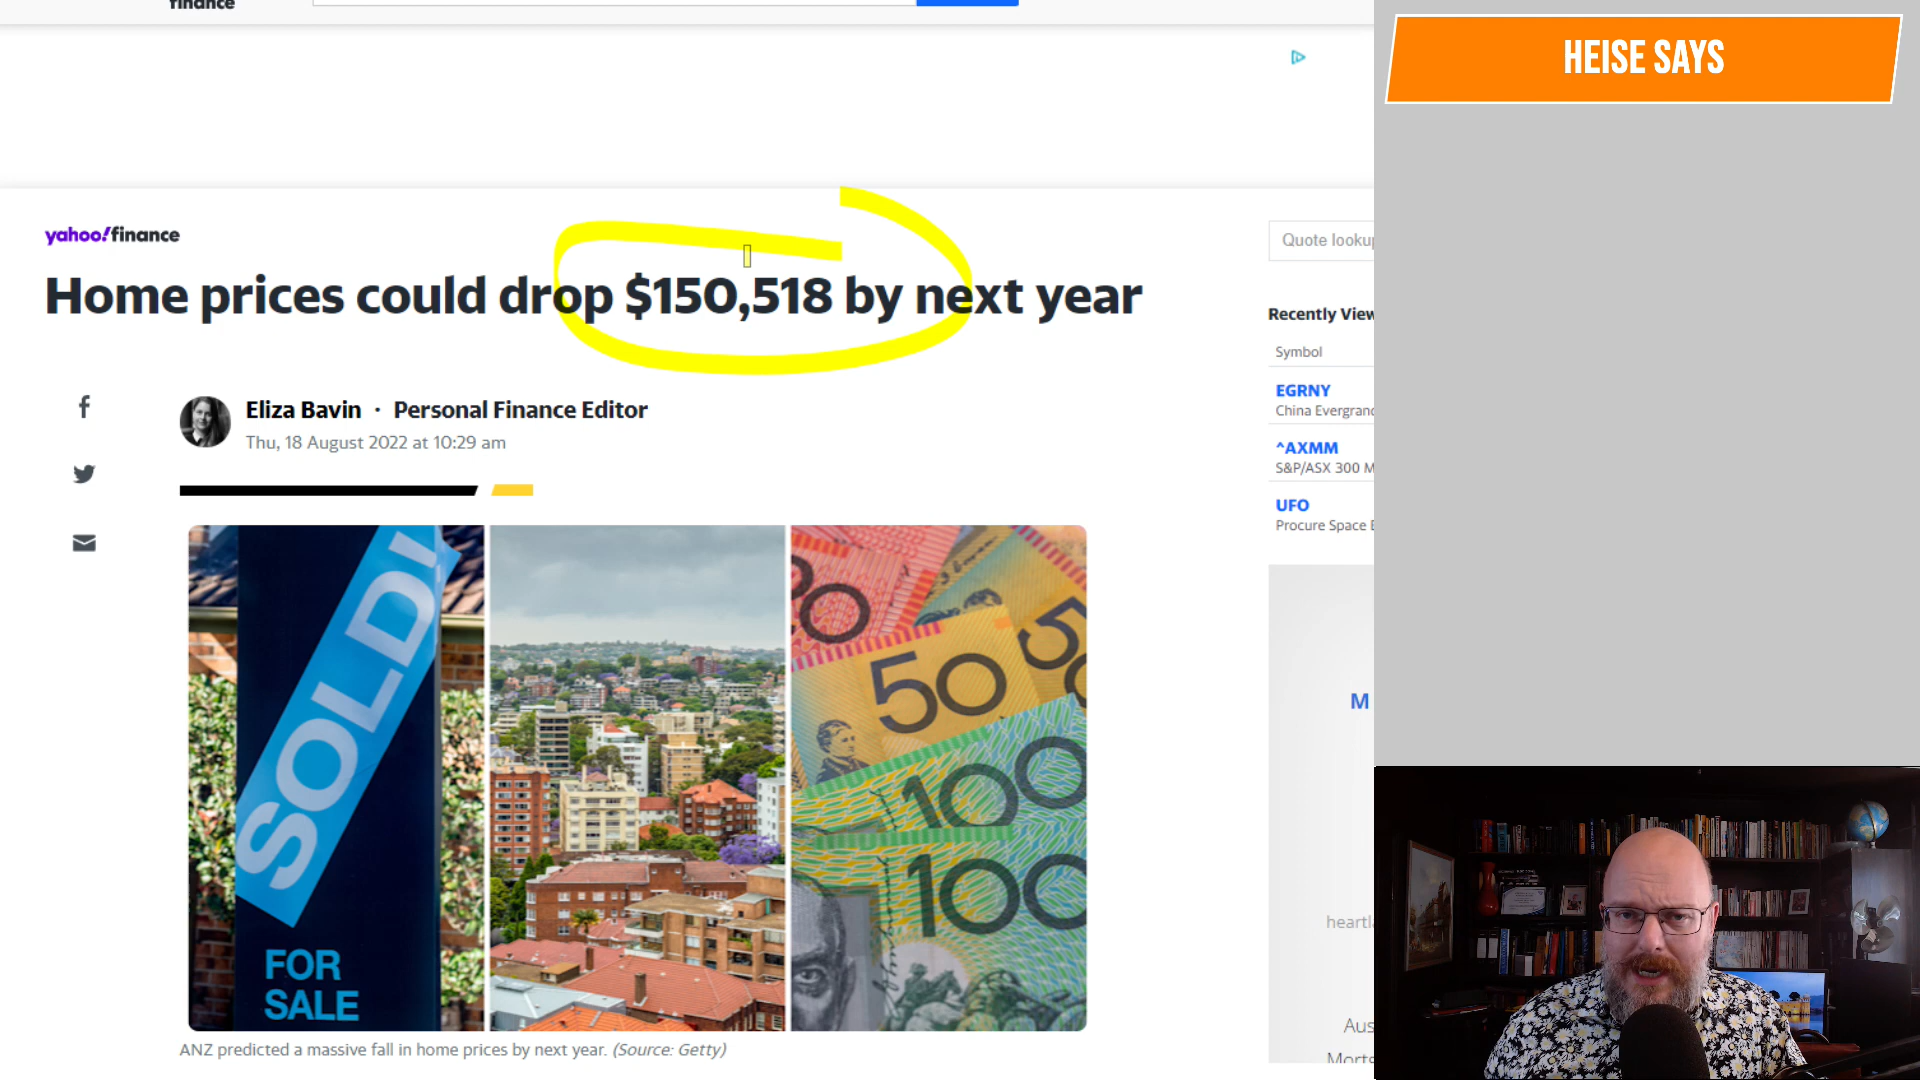 finance
HEISE SAYS
yahoo!finance
Home prices could drop $150,518 by next year
Eliza Bavin · Personal Finance Editor
Thu, 18 August 2022 at 10:29 am
SOLD!
FOR
SALE
50
100
100
ANZ predicted a massive fall in home prices by next year. (Source: Getty)
Quote lookup
Recently View
Symbol
EGRNY
China Evergrand
^AXMM
S&P/ASX 300 M
UFO
Procure Space E
M
heartla
Aus
Morts